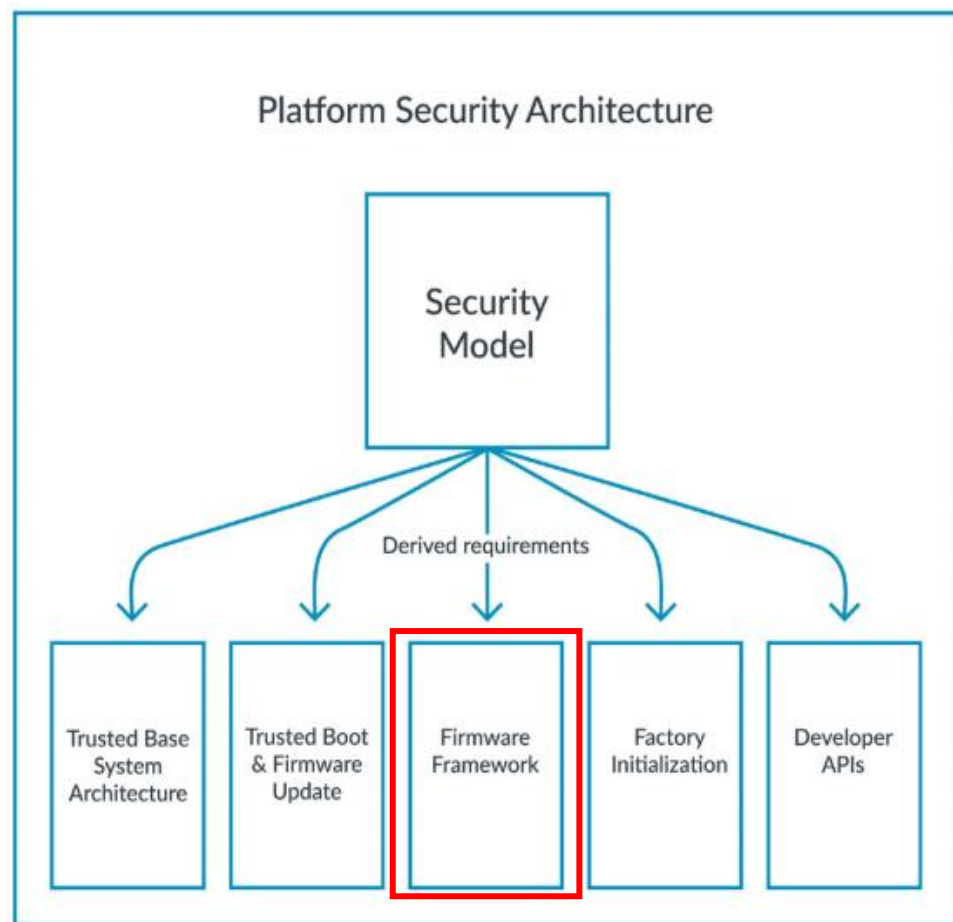 Platform Security Architecture
Security
Model
Derived requirements
Trusted Base
System
Architecture
Trusted Boot
& Firmware
Update
Firmware
Framework
Factory
Initialization
Developer
APIs